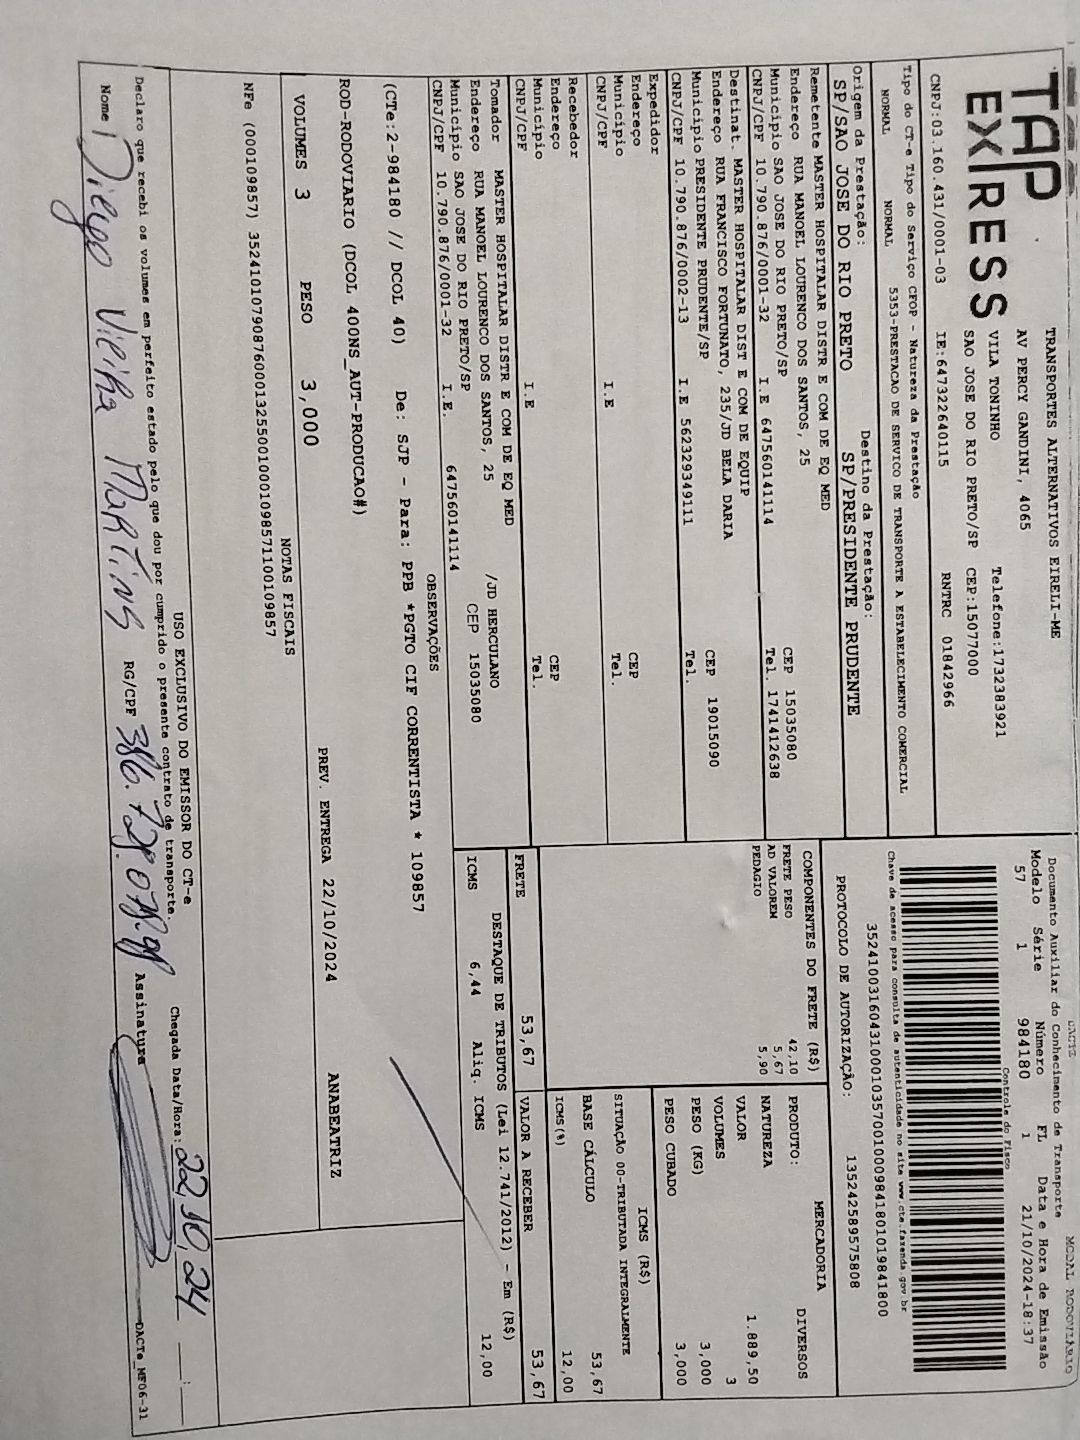 TAP
EXPRESS
TRANSPORTES ALTERNATIVOS EIRELI-ME
AV PERCY GANDINI, 4065
VILA TONINHO Telefone:1732383921
SAO JOSE DO RIO PRETO/SP CEP:15077000
CNPJ:03.160.431/0001-03 IE:647322640115 RNTRC 01842966
Tipo do CT-e Tipo do Serviço CFOP - Natureza da Prestação
NORMAL NORMAL 5353-PRESTACAO DE SERVICO DE TRANSPORTE A ESTABELECIMENTO COMERCIAL
Origem da Prestação: Destino da Prestação:
SP/SAO JOSE DO RIO PRETO SP/PRESIDENTE PRUDENTE
Remetente MASTER HOSPITALAR DISTR E COM DE EQ MED
Endereço RUA MANOEL LOURENCO DOS SANTOS, 25 CEP 15035080
Município SAO JOSE DO RIO PRETO/SP Tel. 1741412638
CNPJ/CPF 10.790.876/0001-32 I.E 647560141114
Destinat. MASTER HOSPITALAR DIST E COM DE EQUIP
Endereço RUA FRANCISCO FORTUNATO, 235/JD BELA DARIA
Município PRESIDENTE PRUDENTE/SP CEP 19015090
CNPJ/CPF 10.790.876/0002-13 I.E 562329349111 Tel.
Expedidor
Endereço CEP
Município Tel.
CNPJ/CPF I.E
Recebedor
Endereço CEP
Município Tel.
CNPJ/CPF I.E
Tomador MASTER HOSPITALAR DISTR E COM DE EQ MED
Endereço RUA MANOEL LOURENCO DOS SANTOS, 25 /JD HERCULANO
Município SAO JOSE DO RIO PRETO/SP CEP 15035080
CNPJ/CPF 10.790.876/0001-32 I.E. 647560141114
Documento Auxiliar do Conhecimento de Transporte
MODAL RODOVIARIO
Modelo Série Número FL Data e Hora de Emissão
57 1 984180 1 21/10/2024-18:37
Controle do Fisco
Chave de acesso para consulta de autenticidade no site www.cte.fazenda.gov.br
35241003160431000103570010009841801019841800
PROTOCOLO DE AUTORIZAÇÃO: 135242589575808
COMPONENTES DO FRETE (R$)
FRETE PESO 42,10
AD VALOREM 5,67
PEDAGIO 5,90
MERCADORIA
PRODUTO: DIVERSOS
NATUREZA
VALOR 1.889,50
VOLUMES 3
PESO (KG) 3,000
PESO CUBADO 3,000
ICMS (R$)
SITUAÇÃO 00-TRIBUTADA INTEGRALMENTE
BASE CÁLCULO 53,67
ICMS(%) 12,00
FRETE 53,67 VALOR A RECEBER 53,67
DESTAQUE DE TRIBUTOS (Lei 12.741/2012) - Em (R$)
ICMS 6,44 Aliq. ICMS 12,00
OBSERVAÇÕES
(CTe:2-984180 // DCOL 40) De: SJP - Para: PPB *PGTO CIF CORRENTISTA * 109857
ROD-RODOVIARIO (DCOL 400NS_AUT-PRODUCAO#)
PREV. ENTREGA 22/10/2024 ANABEATRIZ
VOLUMES 3 PESO 3,000
NOTAS FISCAIS
NFe (000109857) 35241010790876000132550010001098571100109857
USO EXCLUSIVO DO EMISSOR DO CT-e
Declaro que recebi os volumes em perfeito estado pelo que dou por cumprido o presente contrato de transporte.
Nome Diego Vieira Martins RG/CPF Assinatura Chegada Data/Hora: 22,10,24
DACTe_MF06-31